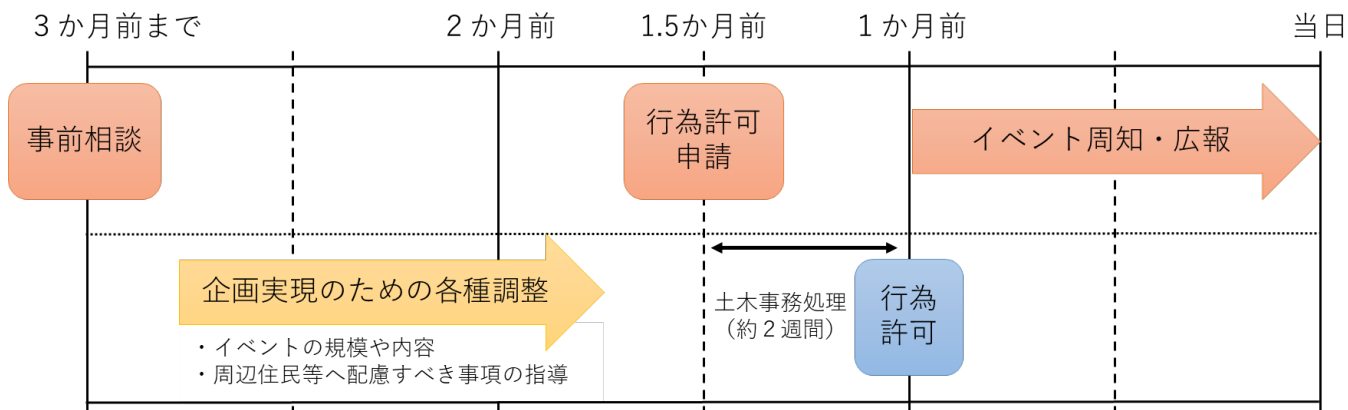 3か月前まで
2か月前
1.5か月前
1か月前
当日
事前相談
行為許可
申請
イベント周知・広報
企画実現のための各種調整
・イベントの規模や内容
・周辺住民等へ配慮すべき事項の指導
土木事務処理
（約2週間）
行為
許可